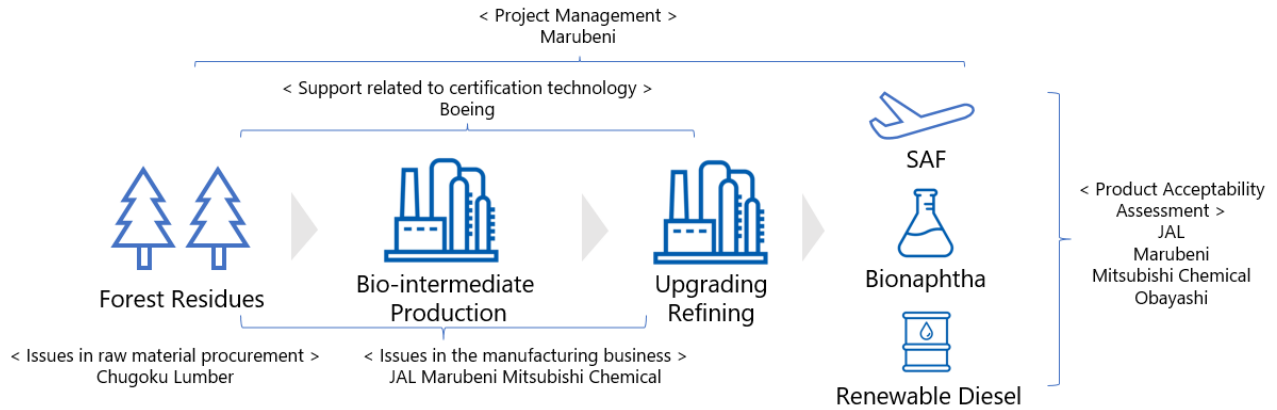 < Project Management >
Marubeni
< Support related to certification technology >
Boeing
SAF
< Product Acceptability
Assessment >
JAL
Marubeni
Mitsubishi Chemical
Obayashi
Forest Residues
Bio-intermediate
Production
Upgrading
Refining
Bionaphtha
< Issues in raw material procurement >
Chugoku Lumber
< Issues in the manufacturing business >
JAL Marubeni Mitsubishi Chemical
Renewable Diesel